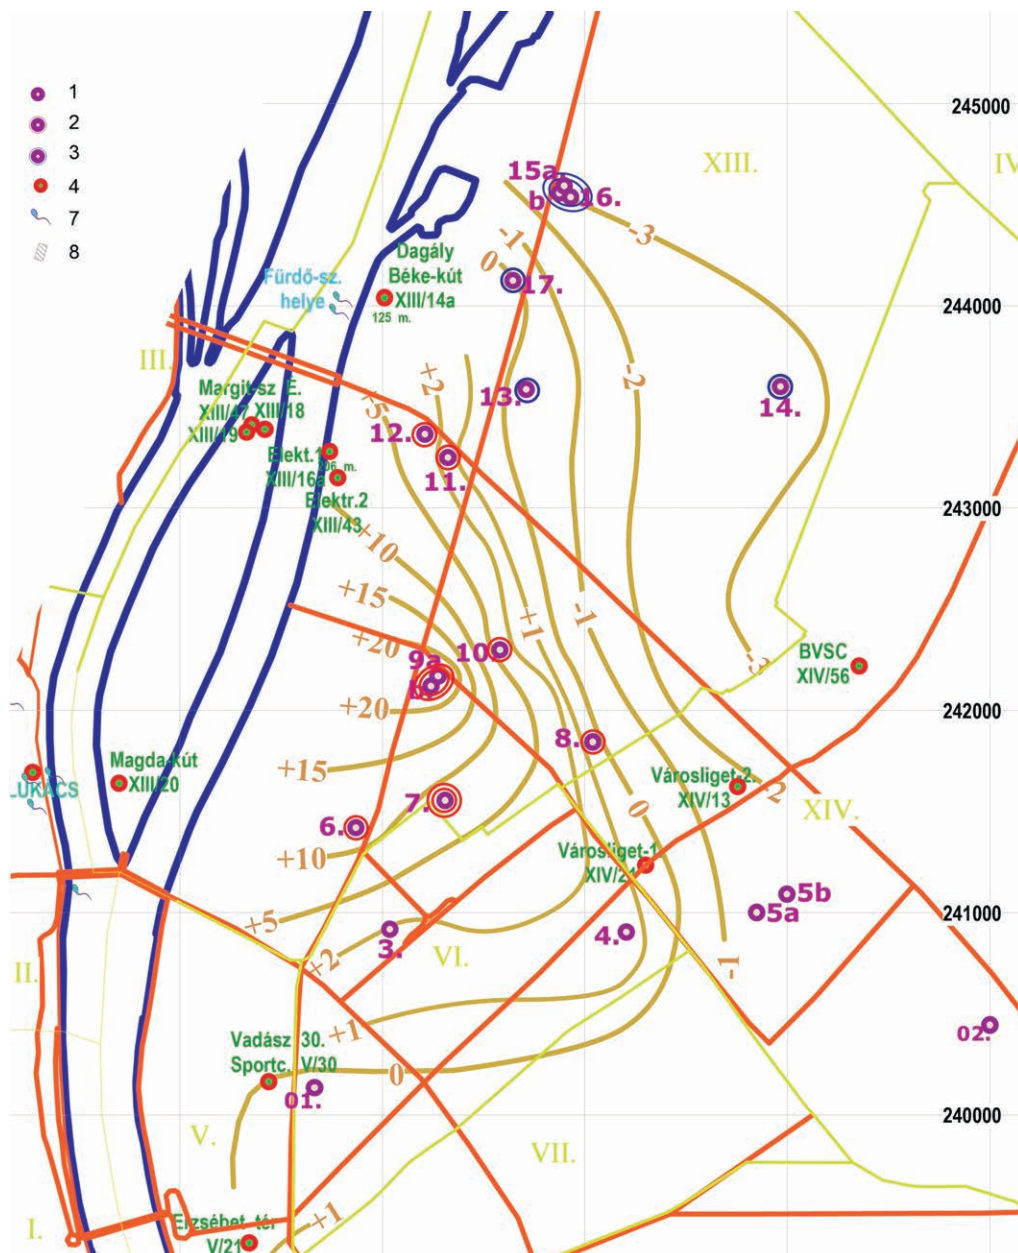 1
2
3
4
7
8
245000
244000
243000
242000
241000
240000
XIII.
IV
III.
XIV.
VI.
II.
V.
VII.
I.
15a.
b
16.
-3
-1
0
17.
-2
Dagály
Béke-kút
XIII/14a
125 m.
Fürdő-sz.
helye
Margit-sz É.
XIII/47 XIII/18
XIII/19
+5
+2
13.
14.
12.
11.
Elekt.1
XIII/16a
Elektr.2
XIII/43
+10
+15
+20
10.
9a
b
+1
-1
-3
BVSC
XIV/56
+20
8.
+15
Magda-kút
XIII/20
LUKÁCS
Városliget-2.
XIV/13
-2
7.
6.
0
+10
Városliget-1
XIV/21
5b
5a
+5
3.
4.
+2
-1
02.
+1
Vadász 30.
Sportc. V/30
0
01.
Erzsébet tér
V/21
+1